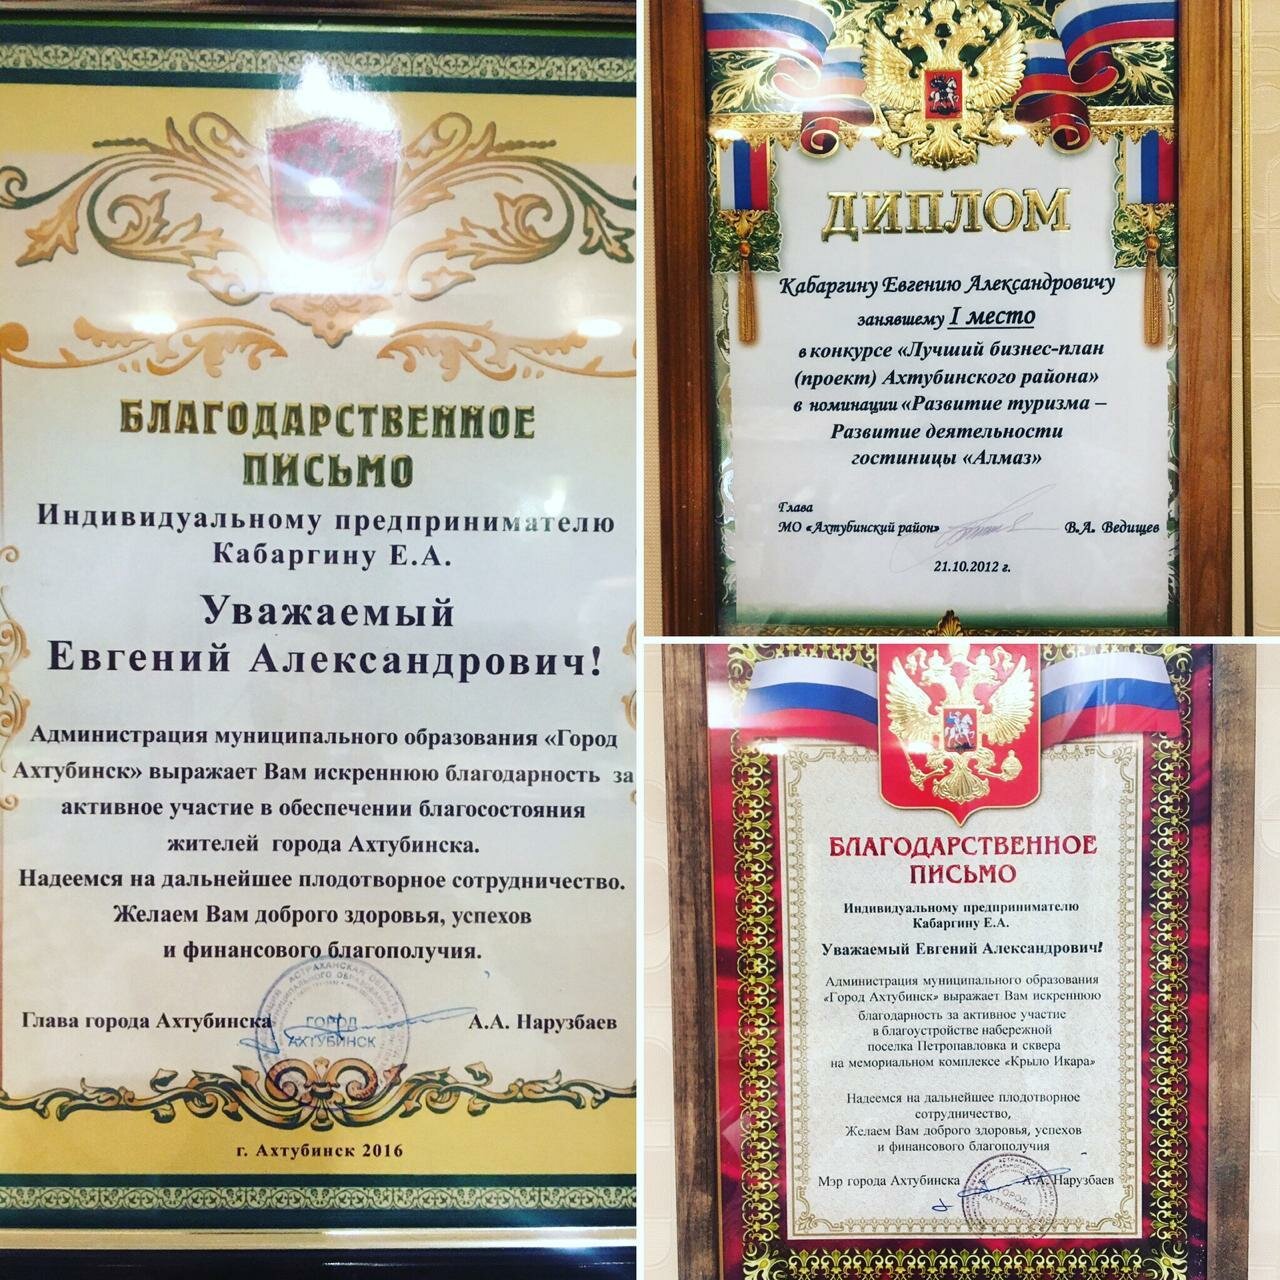 БЛАГОДАРСТВЕННОЕ
ПИСЬМО
Индивидуальному предпринимателю
Кабаргину Е.А.
Уважаемый
Евгений Александрович!
Администрация муниципального образования «Город
Ахтубинск» выражает Вам искреннюю благодарность за
активное участие в обеспечении благосостояния
жителей города Ахтубинска.
Надеемся на дальнейшее плодотворное сотрудничество.
Желаем Вам доброго здоровья, успехов
и финансового благополучия.
Глава города Ахтубинска А.А. Нарузбаев
АСТРАХАНСКАЯ
ГОРОД
АХТУБИНСК
г. Ахтубинск 2016
ДИПЛОМ
Кабаргину Евгению Александровичу
занявшему I место
в конкурсе «Лучший бизнес-план
(проект) Ахтубинского района»
в номинации «Развитие туризма –
Развитие деятельности
гостиницы «Алмаз»
Глава
МО «Ахтубинский район» В.А. Ведищев
21.10.2012 г.
БЛАГОДАРСТВЕННОЕ
ПИСЬМО
Индивидуальному предпринимателю
Кабаргину Е.А.
Уважаемый Евгений Александрович!
Администрация муниципального образования
«Город Ахтубинск» выражает Вам искреннюю
благодарность за активное участие
в благоустройстве набережной
поселка Петропавловка и сквера
на мемориальном комплексе «Крыло Икара»
Надеемся на дальнейшее плодотворное
сотрудничество,
Желаем Вам доброго здоровья, успехов
и финансового благополучия
Мэр города Ахтубинска А.А. Нарузбаев
ГОРОД
АХТУБИНСК